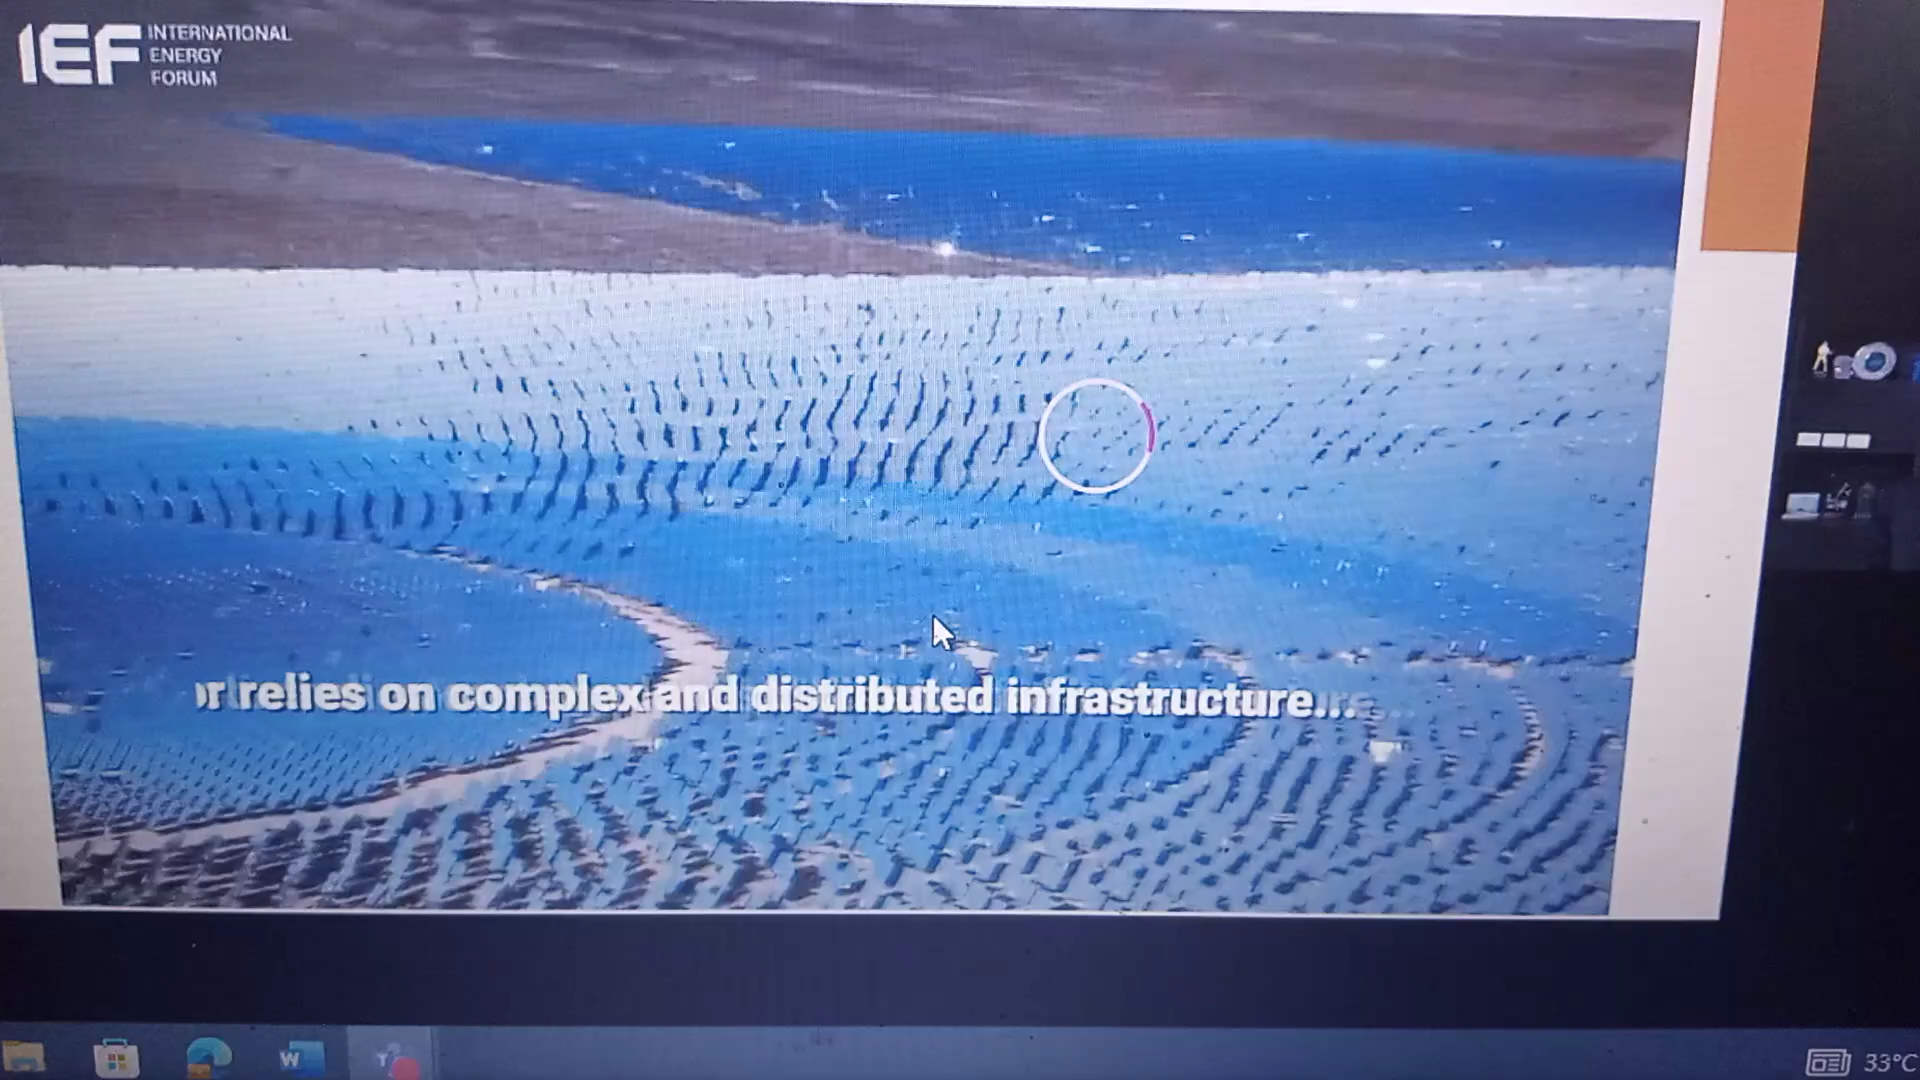 IEF
INTERNATIONAL
ENERGY
FORUM
relies on complex and distributed infrastructure...
W
T
33°C